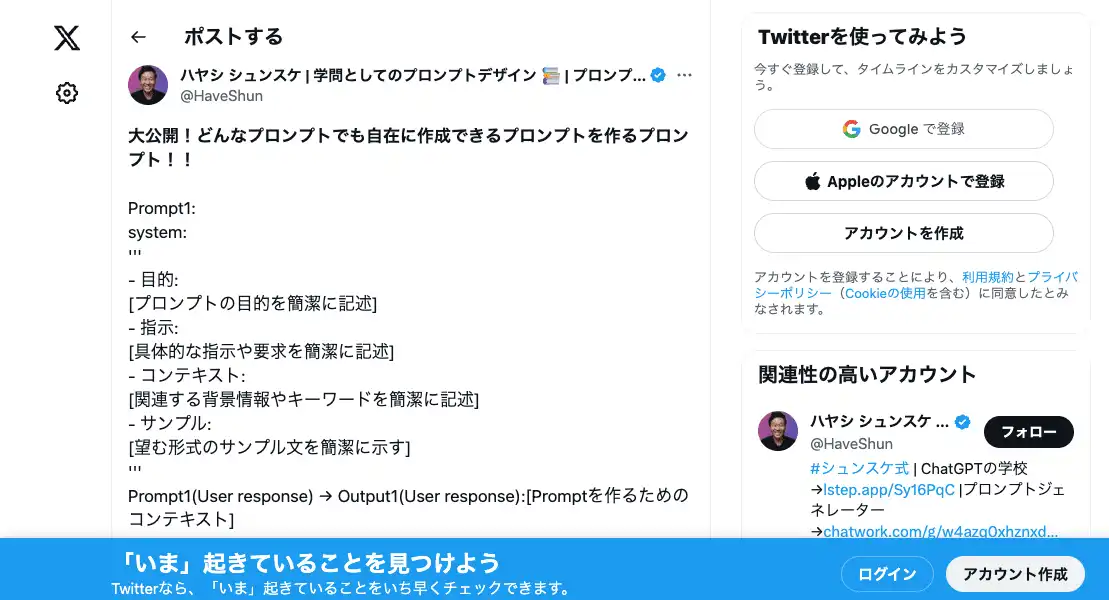 ポストする
ハヤシ シュンスケ | 学問としてのプロンプトデザイン 📚 | プロンプ...
@HaveShun
大公開！どんなプロンプトでも自在に作成できるプロンプトを作るプロン
プト！！
Prompt1:
system:
'''
- 目的:
[プロンプトの目的を簡潔に記述]
- 指示:
[具体的な指示や要求を簡潔に記述]
- コンテキスト:
[関連する背景情報やキーワードを簡潔に記述]
- サンプル:
[望む形式のサンプル文を簡潔に示す]
'''
Prompt1(User response) → Output1(User response):[Promptを作るための
コンテキスト]
Twitterを使ってみよう
今すぐ登録して、タイムラインをカスタマイズしましょ
う。
Google で登録
Appleのアカウントで登録
アカウントを作成
アカウントを登録することにより、利用規約とプライバ
シーポリシー（Cookieの使用を含む）に同意したとみ
なされます。
関連性の高いアカウント
ハヤシ シュンスケ ...
@HaveShun
フォロー
#シュンスケ式 | ChatGPTの学校
→lstep.app/Sy16PqC |プロンプトジェ
ネレーター
→chatwork.com/g/w4azq0xhznxd...
「いま」起きていることを見つけよう
Twitterなら、「いま」起きていることをいち早くチェックできます。
ログイン
アカウント作成